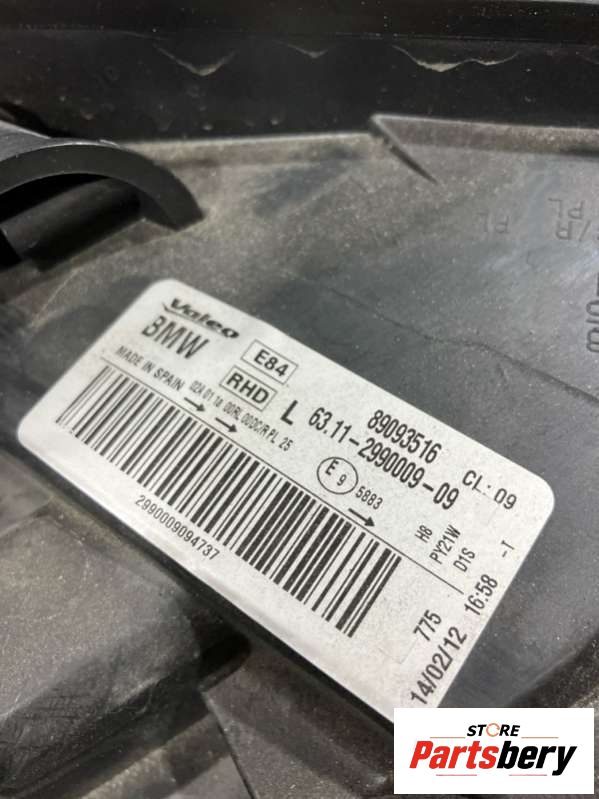 Valeo
BMW
E84
RHD
MADE IN SPAIN
L
89093516 CL: 09
63.11-2990009-09
E 9 5883
H8
PY21W
D1S
2990009094737
775 -T
14/02/12 16:58
STORE
Partsbery